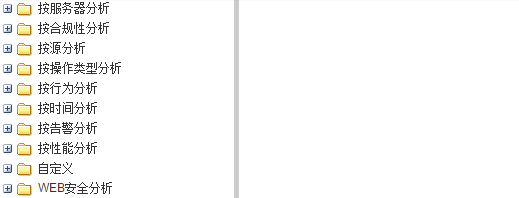 按服务器分析
按合规性分析
按源分析
按操作类型分析
按行为分析
按时间分析
按告警分析
按性能分析
自定义
WEB安全分析